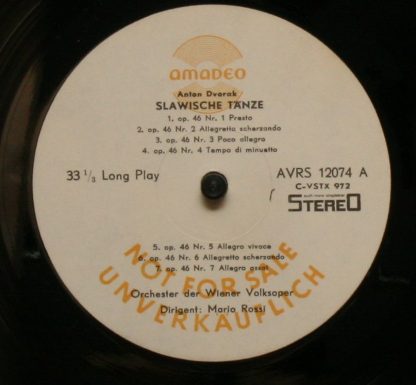 AMADEO
Anton Dvorak
SLAWISCHE TÄNZE
1. op. 46 Nr. 1 Presto
2. op. 46 Nr. 2 Allegretto scherzando
3. op. 46 Nr. 3 Poco allegro
4. op. 46 Nr. 4 Tempo di minuetto
33 1/3 Long Play
AVRS 12074 A
C-VSTX 972
STEREO
5. op. 46 Nr. 5 Allegro vivace
6. op. 46 Nr. 6 Allegretto scherzando
7. op. 46 Nr. 7 Allegro assai
NOT FOR SALE
UNVERKÄUFLICH
Orchester der Wiener Volksoper
Dirigent: Mario Rossi